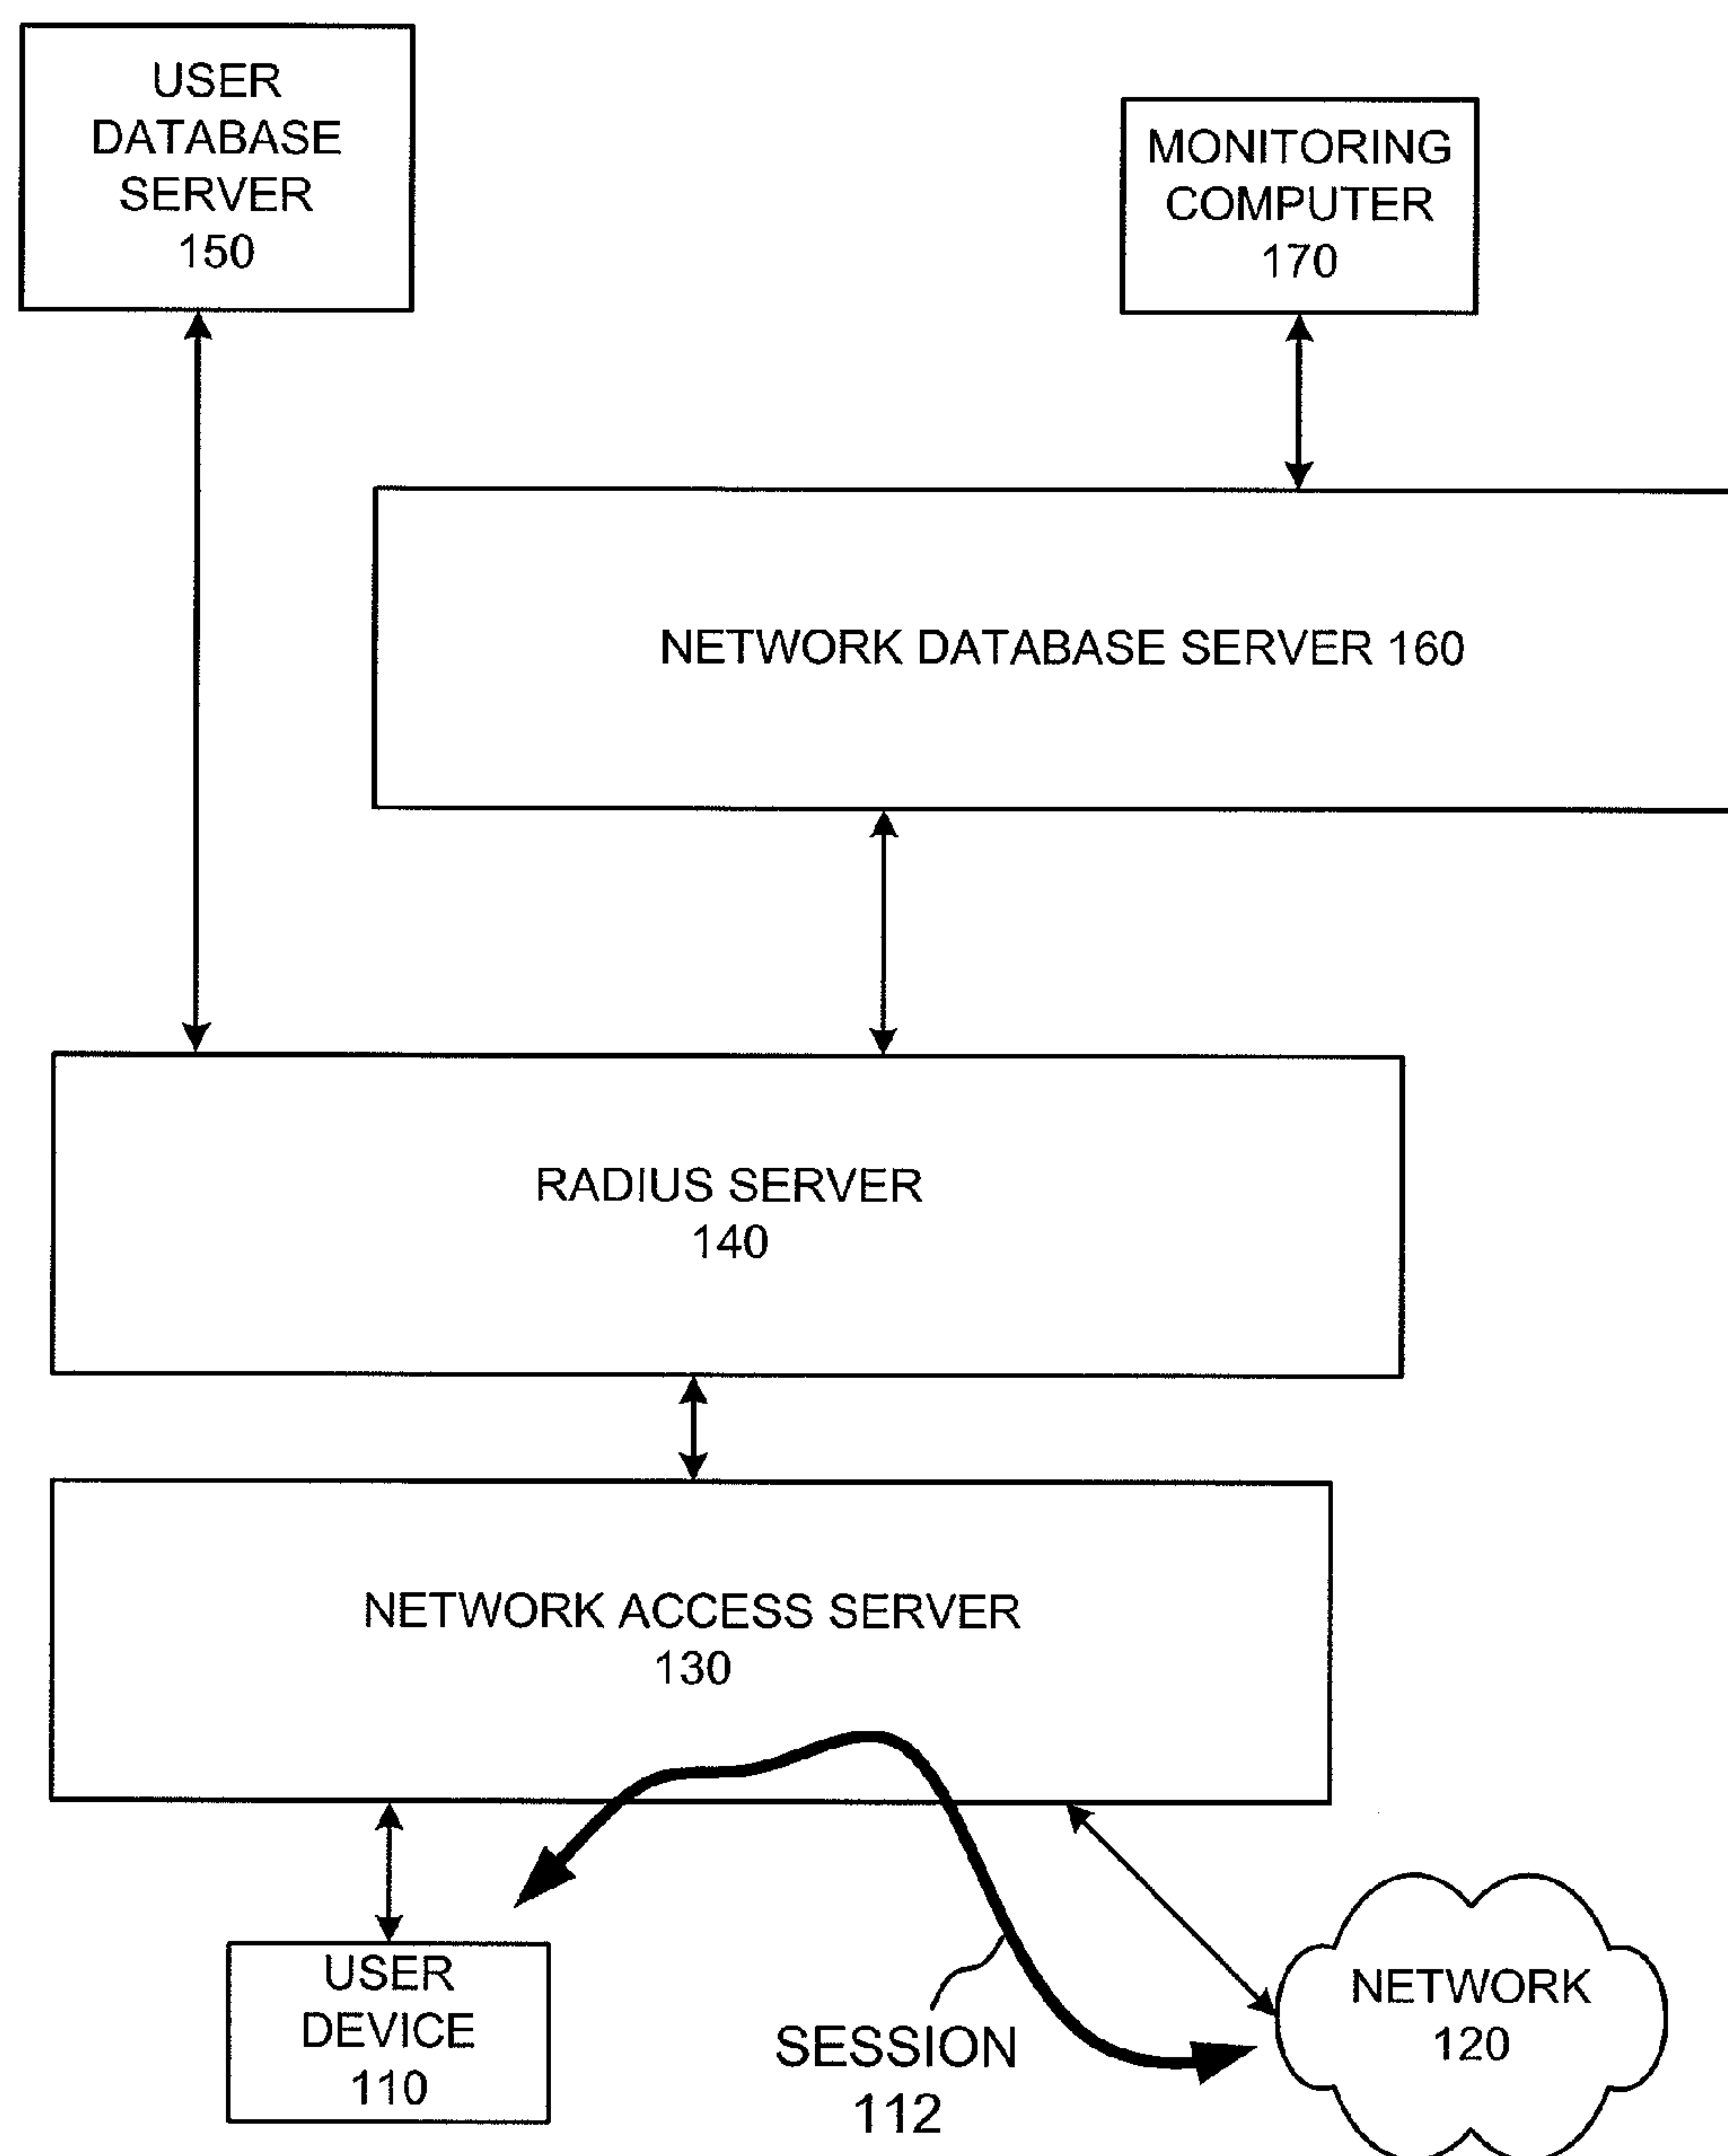 USER
DATABASE
SERVER
150
MONITORING
COMPUTER
170
NETWORK DATABASE SERVER 160
RADIUS SERVER
140
NETWORK ACCESS SERVER
130
USER
DEVICE
110
SESSION
112
NETWORK
120